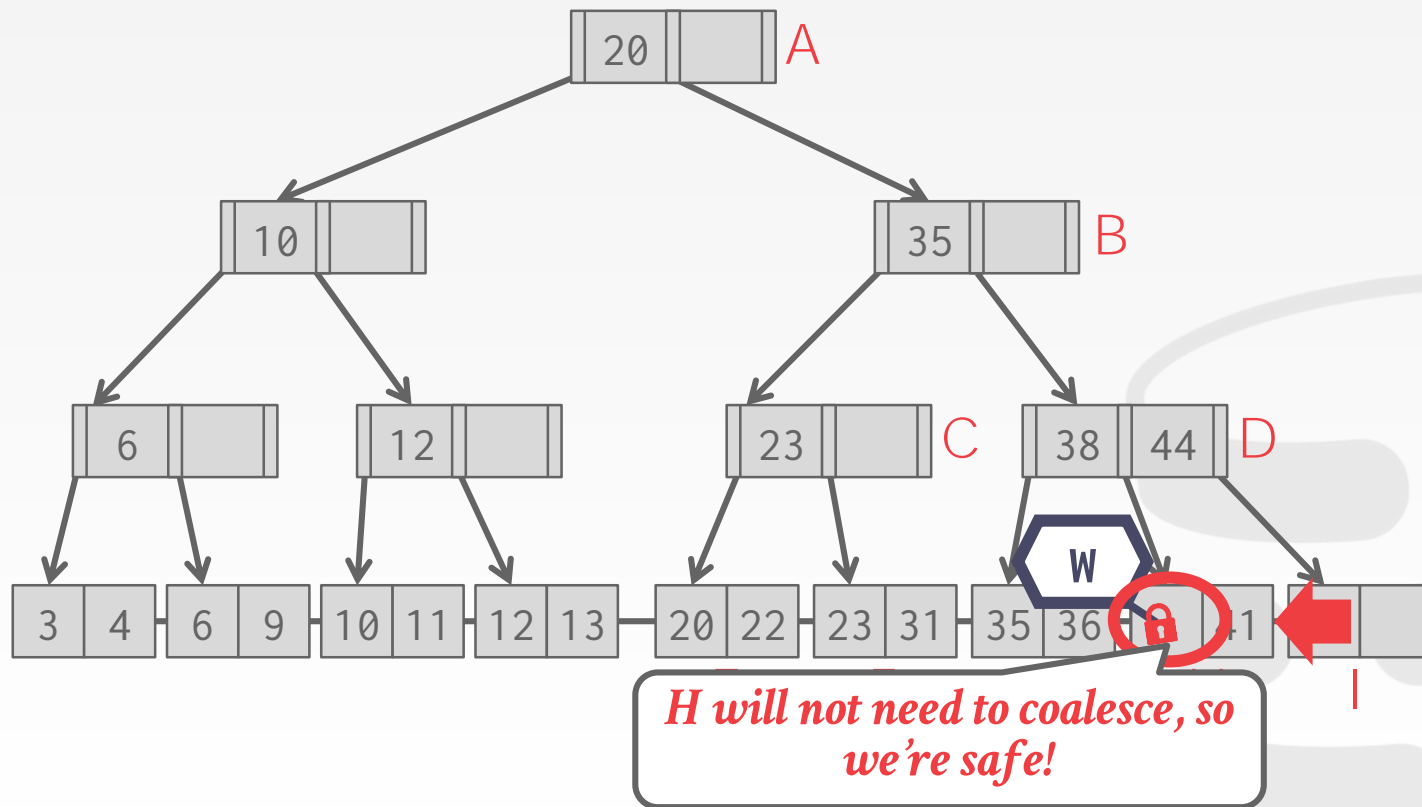 20 A
10 35 B
6 12 23 C 38 44 D
W
3 4 6 9 10 11 12 13 20 22 23 31 35 36 41
H will not need to coalesce, so
we're safe!